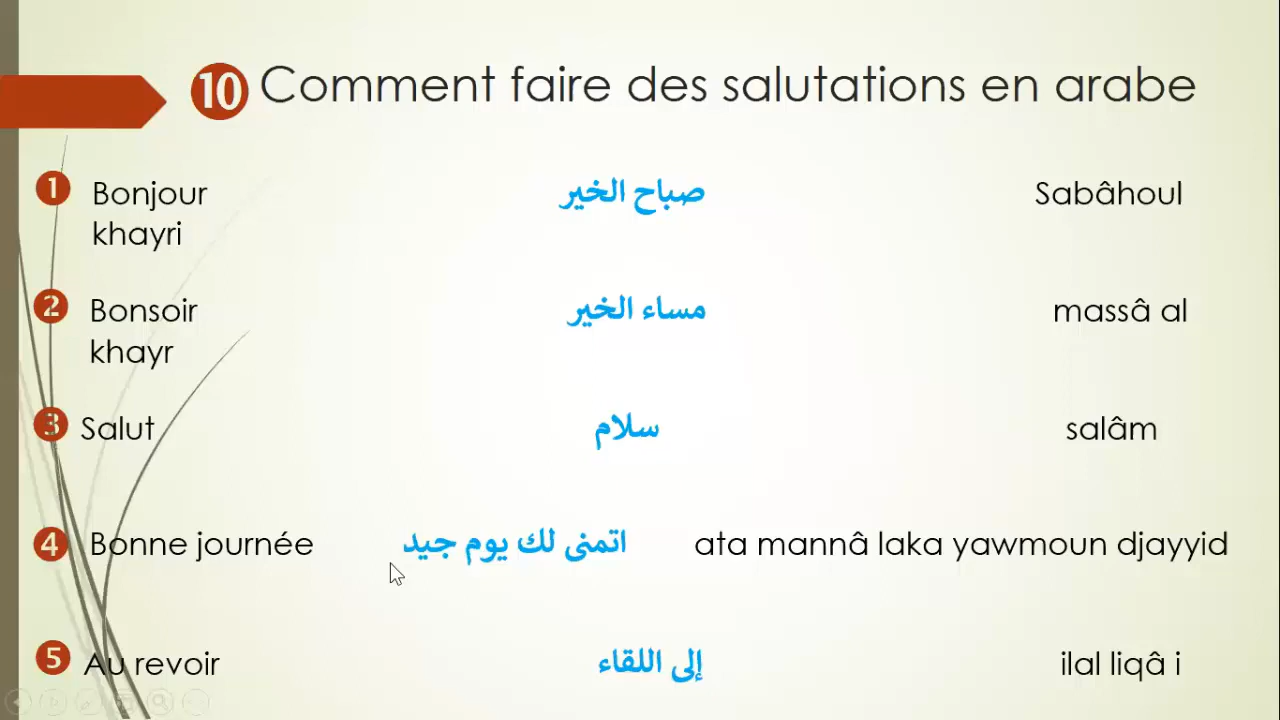 10 Comment faire des salutations en arabe
1 Bonjour صباح الخير Sabâhoul
khayri
2 Bonsoir مساء الخير massâ al
khayr
3 Salut سلام salâm
4 Bonne journée اتمنى لك يوم جيد ata mannâ laka yawmoun djayyid
5 Au revoir إلى اللقاء ilal liqâ i